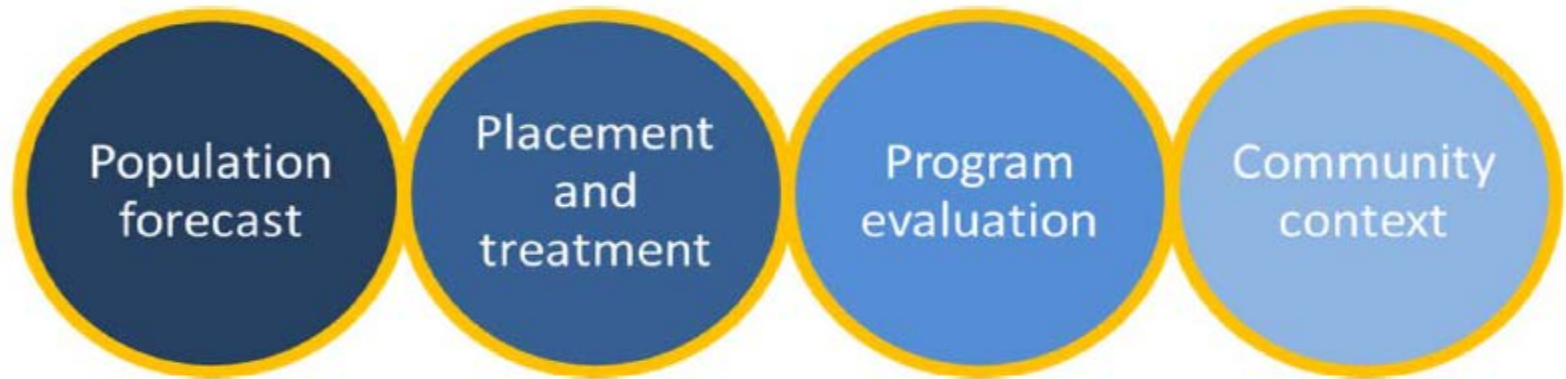 Population
forecast
Placement
and
treatment
Program
evaluation
Community
context